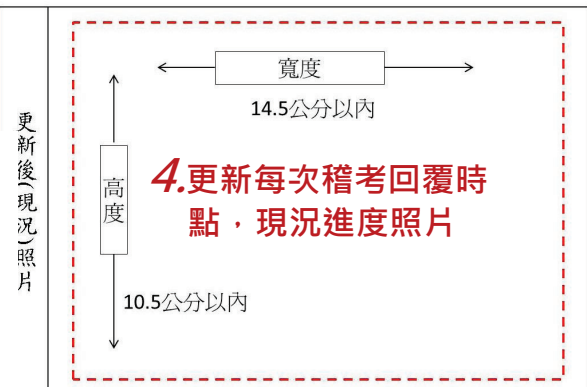 更新後(現況)照片
寬度
14.5公分以內
高度
4.更新每次稽考回覆時
點，現況進度照片
10.5公分以內